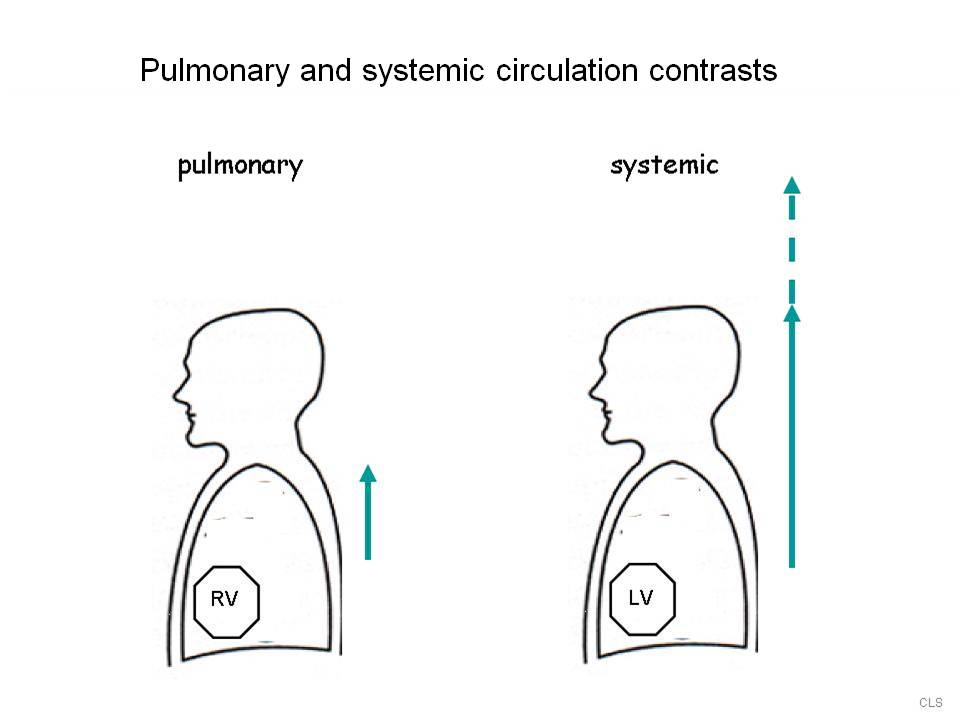 Pulmonary and systemic circulation contrasts
pulmonary
systemic
RV
LV
CLS